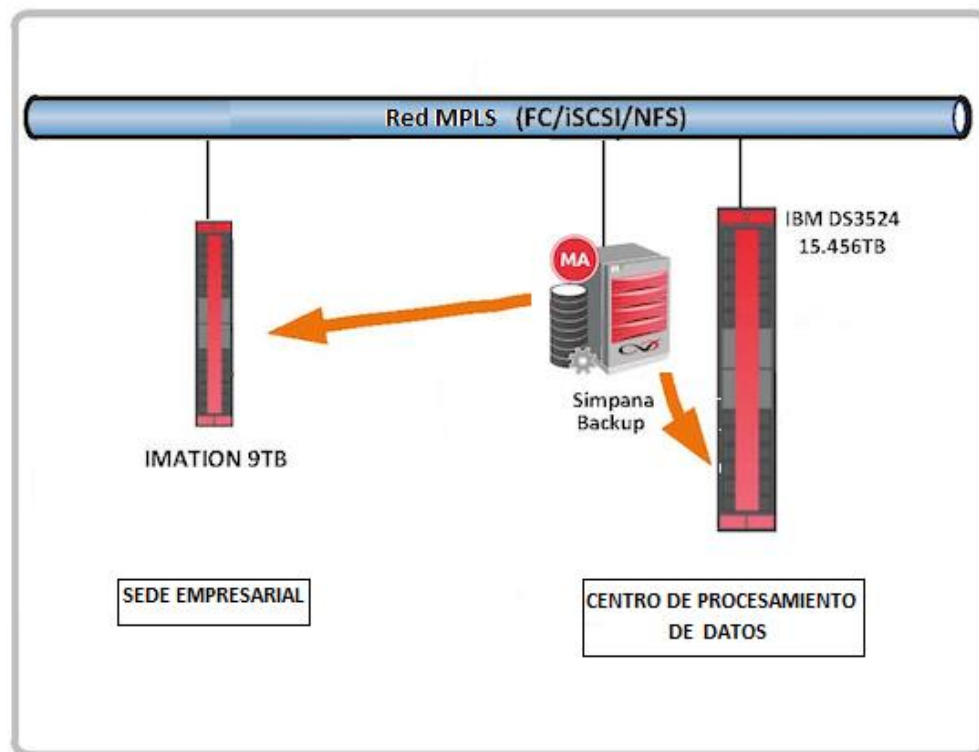 Red MPLS (FC/iSCSI/NFS)
IBM DS3524
15.456TB
MA
Simpana
Backup
IMATION 9TB
SEDE EMPRESARIAL
CENTRO DE PROCESAMIENTO
DE DATOS